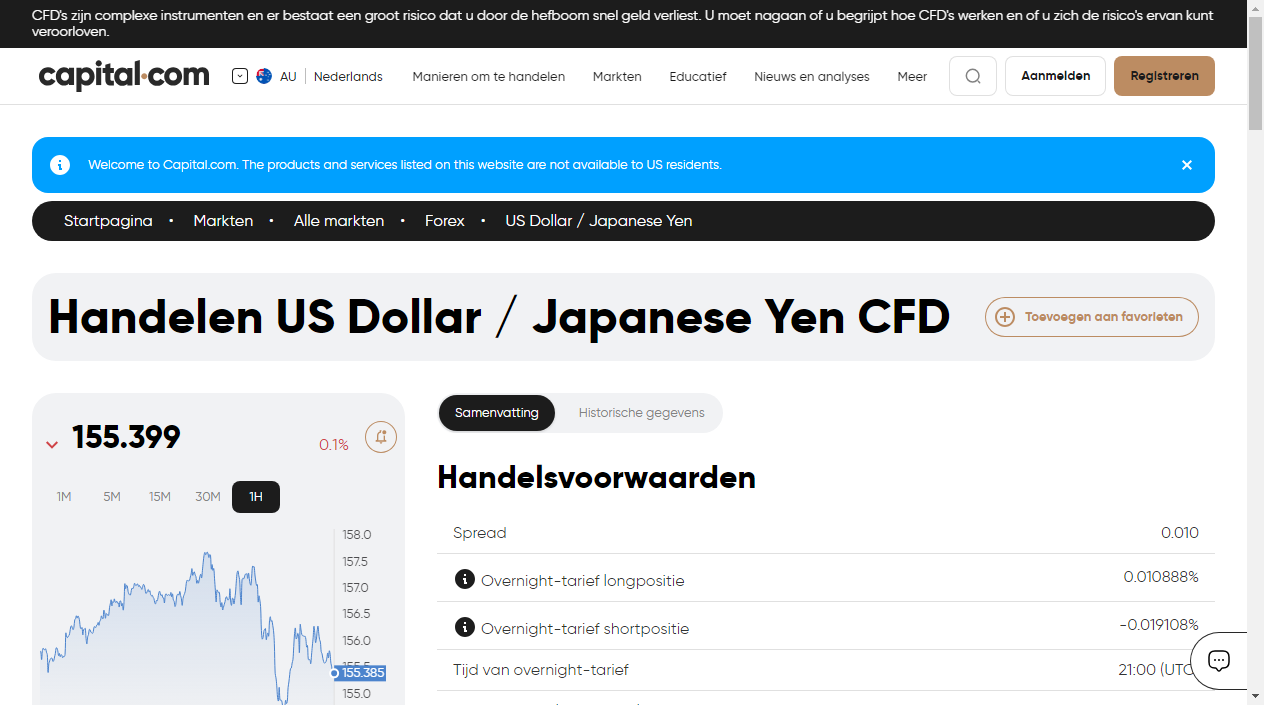 CFD's zijn complexe instrumenten en er bestaat een groot risico dat u door de hefboom snel geld verliest. U moet nagaan of u begrijpt hoe CFD's werken en of u zich de risico's ervan kunt
veroorloven.
capital.com
AU
Nederlands
Manieren om te handelen
Markten
Educatief
Nieuws en analyses
Meer
Aanmelden
Registreren
Welcome to Capital.com. The products and services listed on this website are not available to US residents.
Startpagina • Markten • Alle markten • Forex • US Dollar / Japanese Yen
Handelen US Dollar / Japanese Yen CFD
Toevoegen aan favorieten
155.399
0.1%
1M 5M 15M 30M 1H
158.0
157.5
157.0
156.5
156.0
155.5
155.385
155.0
Samenvatting
Historische gegevens
Handelsvoorwaarden
Spread 0.010
Overnight-tarief longpositie 0.010888%
Overnight-tarief shortpositie -0.019108%
Tijd van overnight-tarief 21:00 (UTC